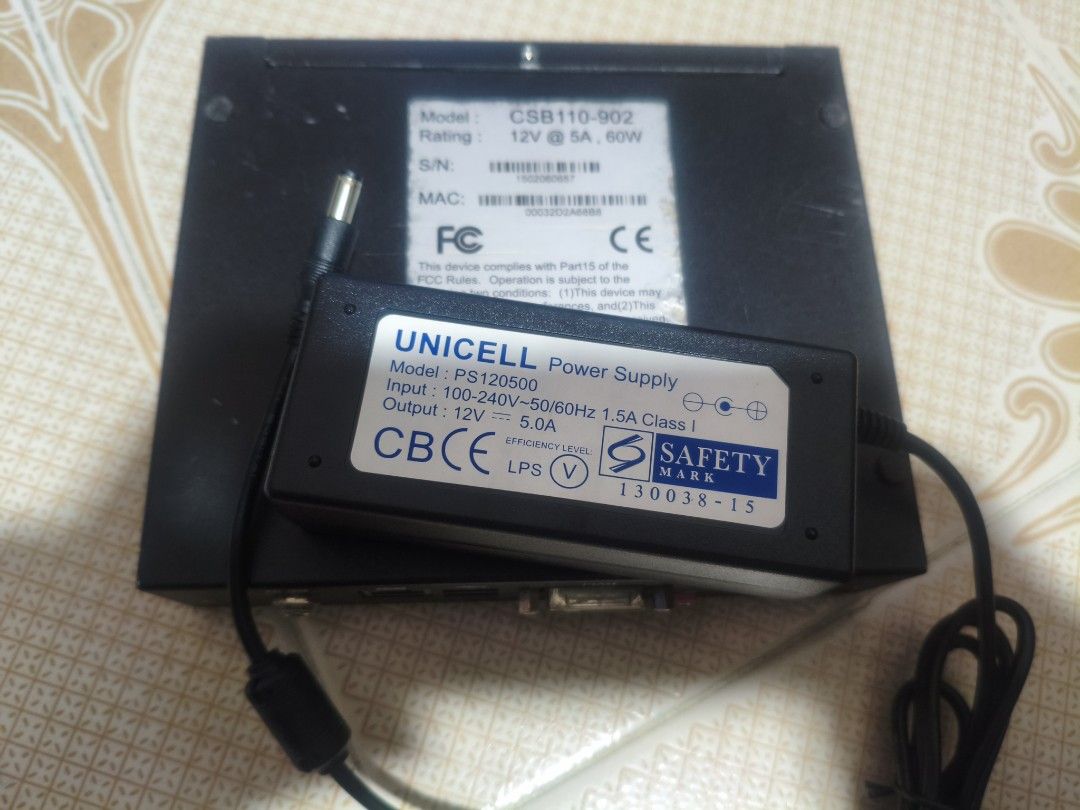 Model : CSB110-902
Rating : 12V @ 5A , 60W
S/N:
1502060657
MAC:
00032D2A68B8
FC CE
This device complies with Part15 of the
FCC Rules. Operation is subject to the
two conditions: (1)This device may
and(2)This
UNICELL Power Supply
Model : PS120500
Input : 100-240V~50/60Hz 1.5A Class I
Output : 12V ⎓ 5.0A
CB CE EFFICIENCY LEVEL:
LPS V
SAFETY
MARK
130038-15